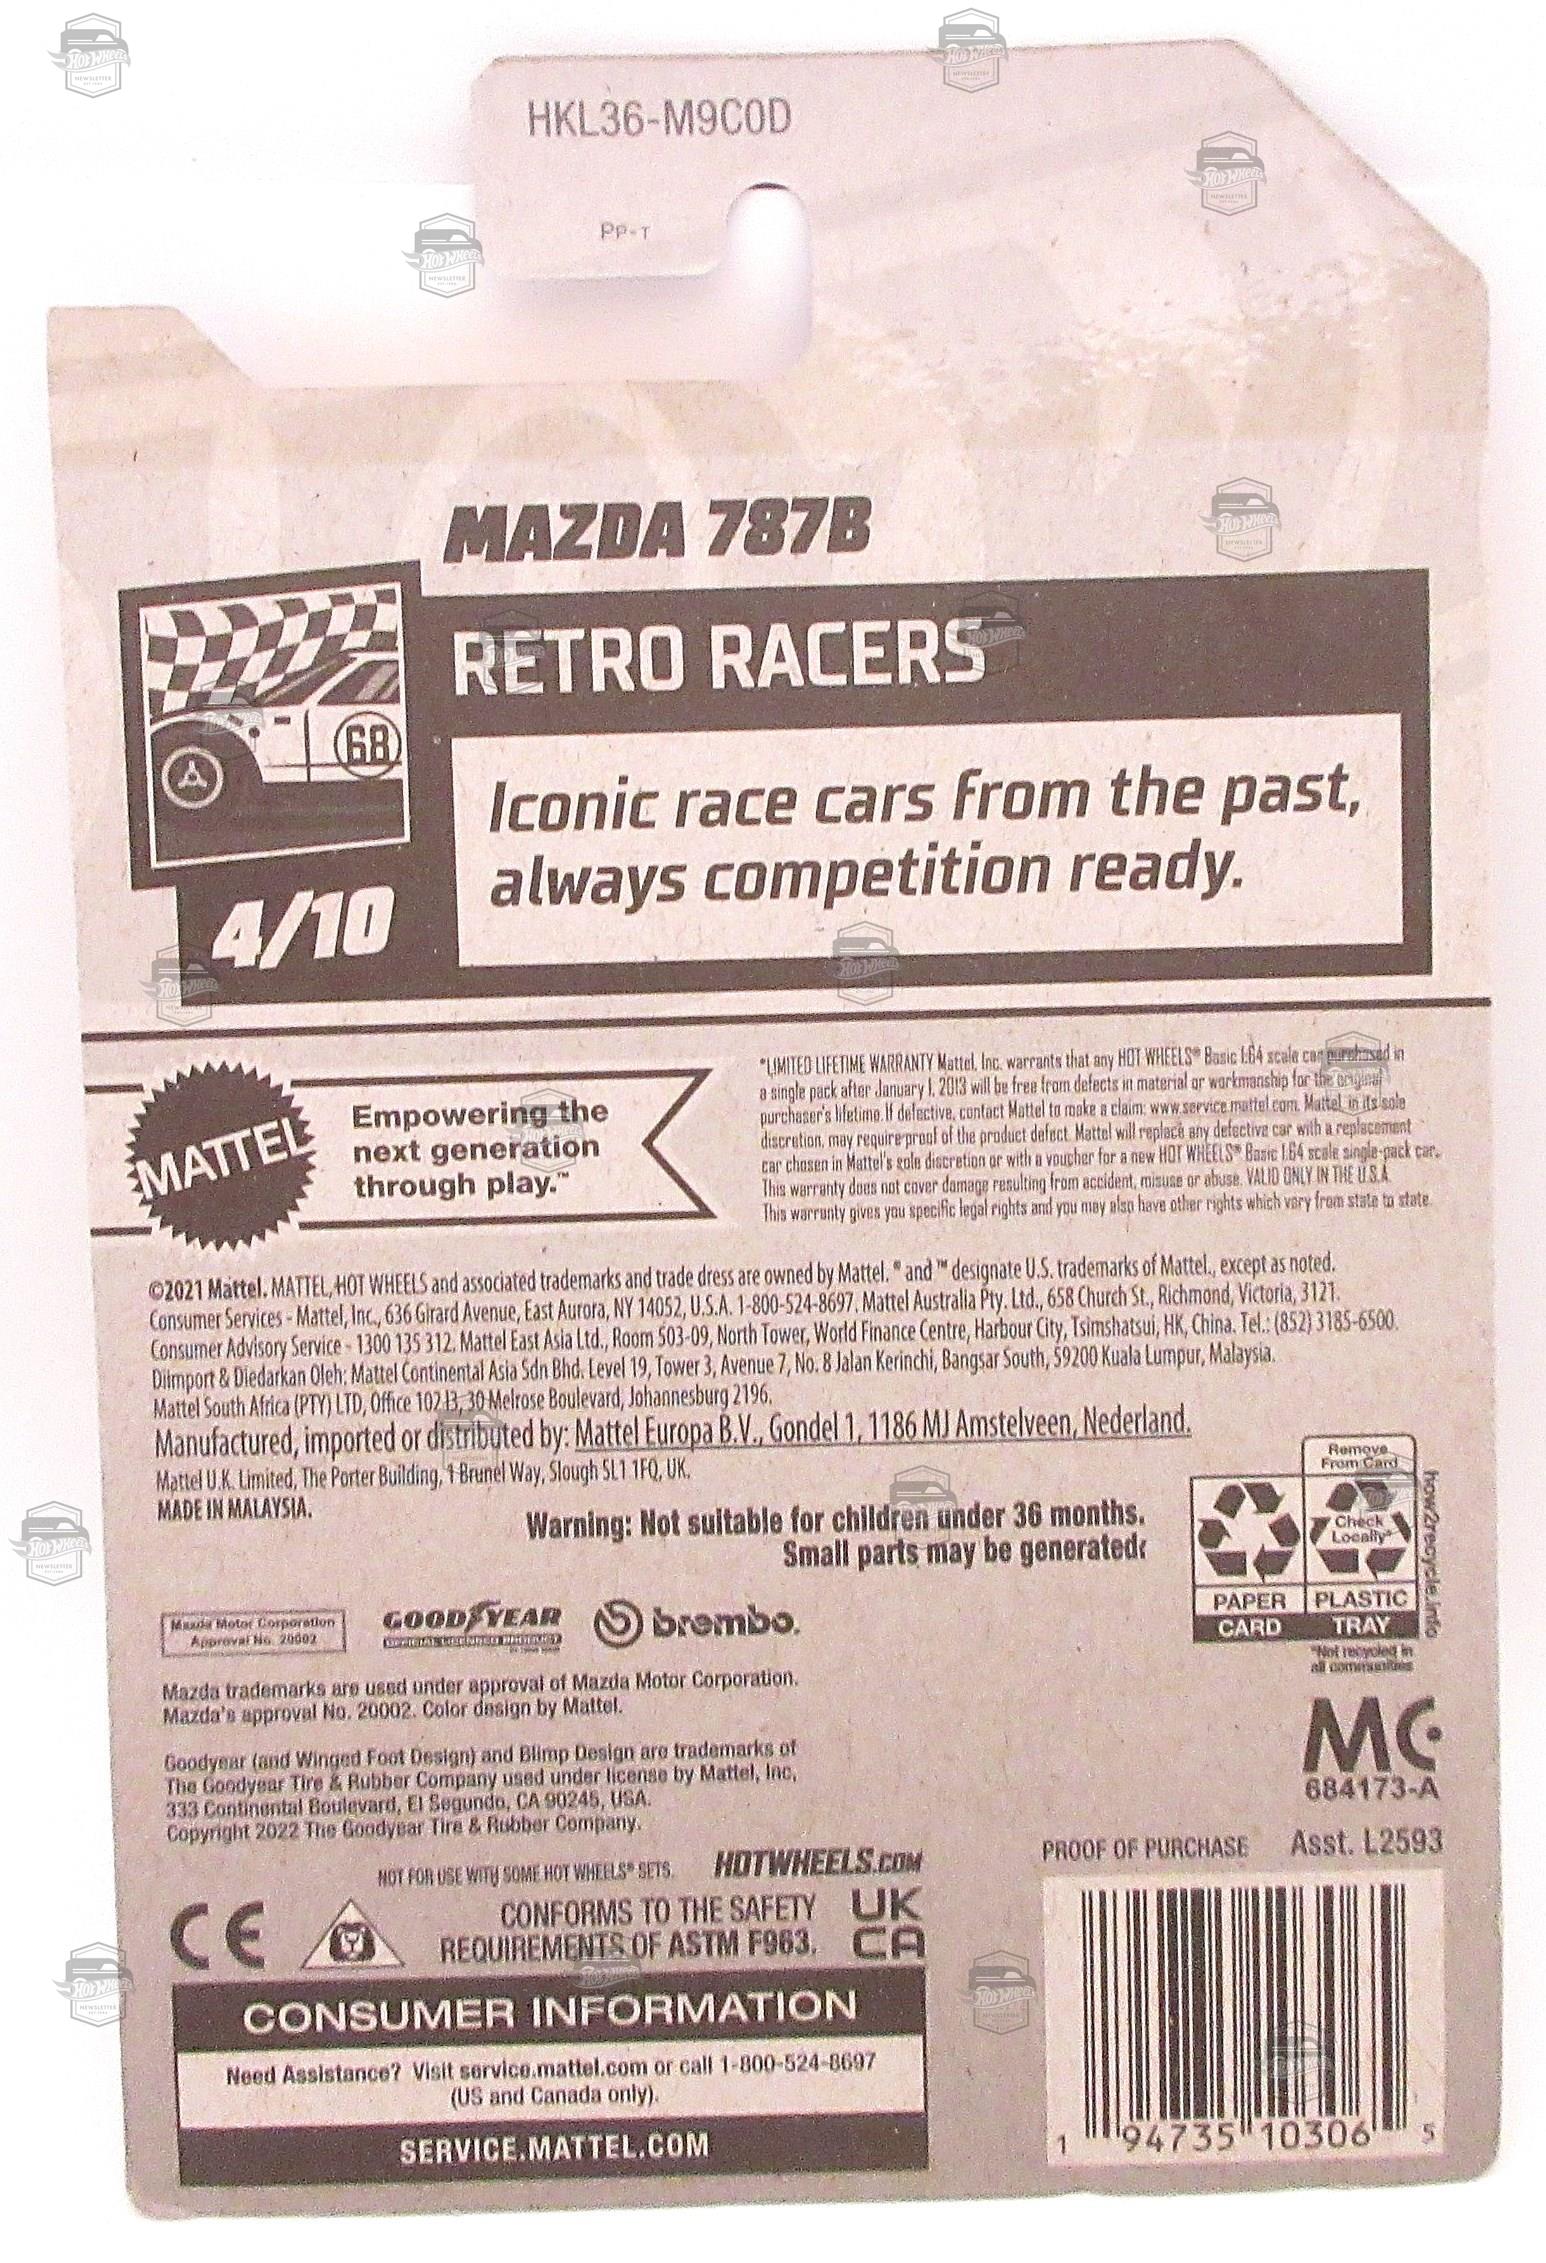 HKL36-M9C0D
PP-T
MAZDA 787B
RETRO RACERS
68
Iconic race cars from the past,
always competition ready.
4/10
MATTEL
Empowering the
next generation
through play.™
*LIMITED LIFETIME WARRANTY Mattel, Inc. warrants that any HOT WHEELS® Basic 1:64 scale car purchased in
a single pack after January 1, 2013 will be free from defects in material or workmanship for the original
purchaser's lifetime. If defective, contact Mattel to make a claim: www.service.mattel.com. Mattel, in its sole
discretion, may require proof of the product defect. Mattel will replace any defective car with a replacement
car chosen in Mattel's sole discretion or with a voucher for a new HOT WHEELS® Basic 1:64 scale single-pack car.
This warranty does not cover damage resulting from accident, misuse or abuse. VALID ONLY IN THE U.S.A.
This warranty gives you specific legal rights and you may also have other rights which vary from state to state.
©2021 Mattel. MATTEL, HOT WHEELS and associated trademarks and trade dress are owned by Mattel. ® and ™ designate U.S. trademarks of Mattel., except as noted.
Consumer Services - Mattel, Inc., 636 Girard Avenue, East Aurora, NY 14052, U.S.A. 1-800-524-8697. Mattel Australia Pty. Ltd., 658 Church St., Richmond, Victoria, 3121.
Consumer Advisory Service - 1300 135 312. Mattel East Asia Ltd., Room 503-09, North Tower, World Finance Centre, Harbour City, Tsimshatsui, HK, China. Tel.: (852) 3185-6500.
Diimport & Diedarkan Oleh: Mattel Continental Asia Sdn Bhd. Level 19, Tower 3, Avenue 7, No. 8 Jalan Kerinchi, Bangsar South, 59200 Kuala Lumpur, Malaysia.
Mattel South Africa (PTY) LTD, Office 102 I3, 30 Melrose Boulevard, Johannesburg 2196.
Manufactured, imported or distributed by: Mattel Europa B.V., Gondel 1, 1186 MJ Amstelveen, Nederland.
Mattel U.K. Limited, The Porter Building, 1 Brunel Way, Slough SL1 1FQ, UK.
MADE IN MALAYSIA.
Warning: Not suitable for children under 36 months.
Small parts may be generated.
Remove
From Card
Check
Locally*
PAPER
CARD
PLASTIC
TRAY
how2recycle.info
*Not recycled in
all communities
Mazda Motor Corporation
Approval No. 20002
GOODYEAR
OFFICIAL LICENSED PRODUCT
brembo.
Mazda trademarks are used under approval of Mazda Motor Corporation.
Mazda's approval No. 20002. Color design by Mattel.
Goodyear (and Winged Foot Design) and Blimp Design are trademarks of
The Goodyear Tire & Rubber Company used under license by Mattel, Inc,
333 Continental Boulevard, El Segundo, CA 90245, USA.
Copyright 2022 The Goodyear Tire & Rubber Company.
MC
684173-A
PROOF OF PURCHASE Asst. L2593
NOT FOR USE WITH SOME HOT WHEELS® SETS.
HOTWHEELS.COM
CE
CONFORMS TO THE SAFETY
REQUIREMENTS OF ASTM F963.
UK
CA
CONSUMER INFORMATION
Need Assistance? Visit service.mattel.com or call 1-800-524-8697
(US and Canada only).
SERVICE.MATTEL.COM
1 94735 10306 5